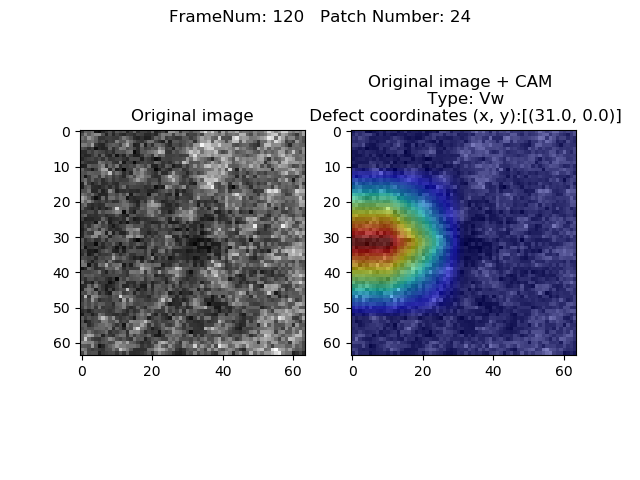 FrameNum: 120   Patch Number: 24
Original image
Original image + CAM
Type: Vw
Defect coordinates (x, y):[(31.0, 0.0)]
0
10
20
30
40
50
60
0 20 40 60
0
10
20
30
40
50
60
0 20 40 60